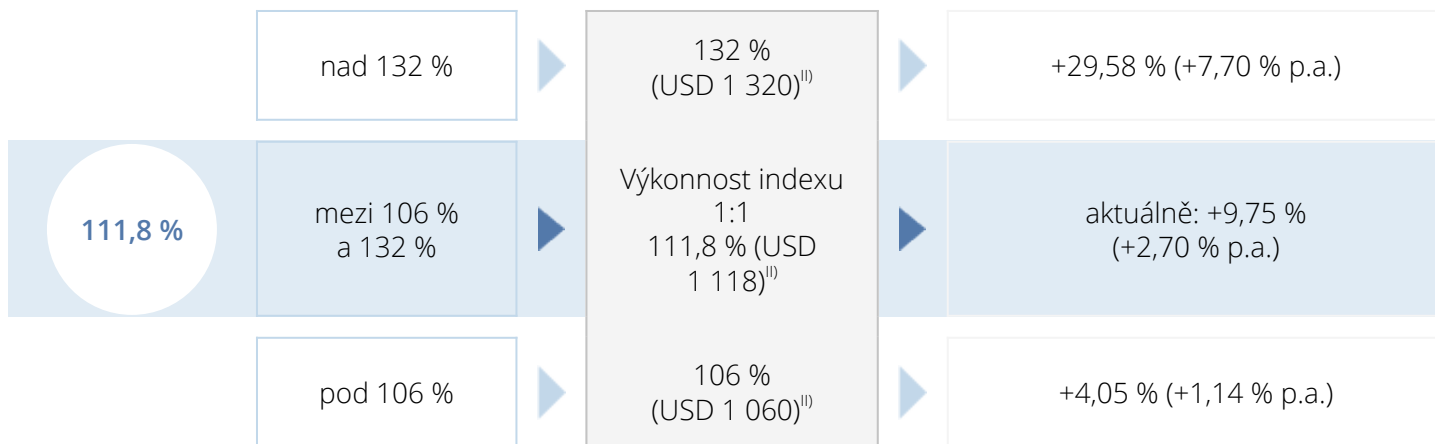 nad 132 %
132 %
(USD 1 320)II)
+29,58 % (+7,70 % p.a.)
111,8 %
mezi 106 %
a 132 %
Výkonnost indexu
1:1
111,8 % (USD
1 118)II)
aktuálně: +9,75 %
(+2,70 % p.a.)
pod 106 %
106 %
(USD 1 060)II)
+4,05 % (+1,14 % p.a.)